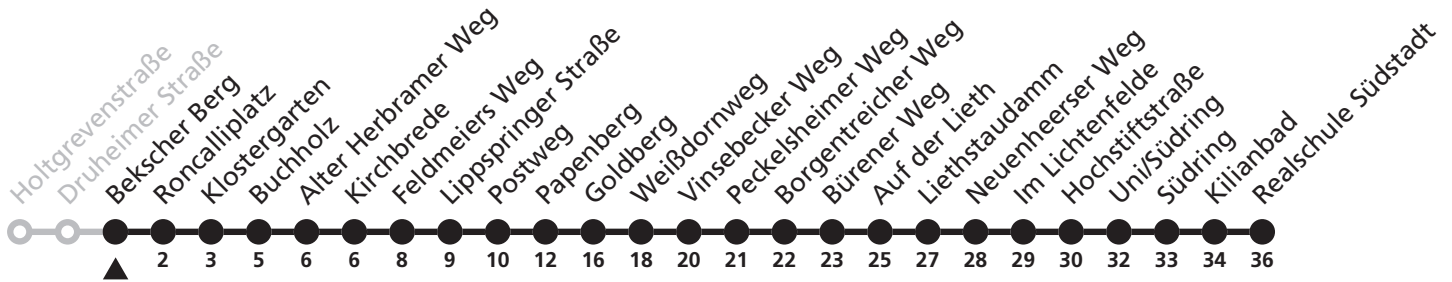 Holtgrevenstraße
Druheimer Straße
Bekscher Berg
Roncalliplatz
Klostergarten
Buchholz
Alter Herbramer Weg
Kirchbrede
Feldmeiers Weg
Lippspringer Straße
Postweg
Papenberg
Goldberg
Weißdornweg
Vinsebecker Weg
Peckelsheimer Weg
Borgentreicher Weg
Bürener Weg
Auf der Lieth
Liethstaudamm
Neuenheerser Weg
Im Lichtenfelde
Hochstiftstraße
Uni/Südring
Südring
Kilianbad
Realschule Südstadt
2 3 5 6 6 8 9 10 12 16 18 20 21 22 23 25 27 28 29 30 32 33 34 36